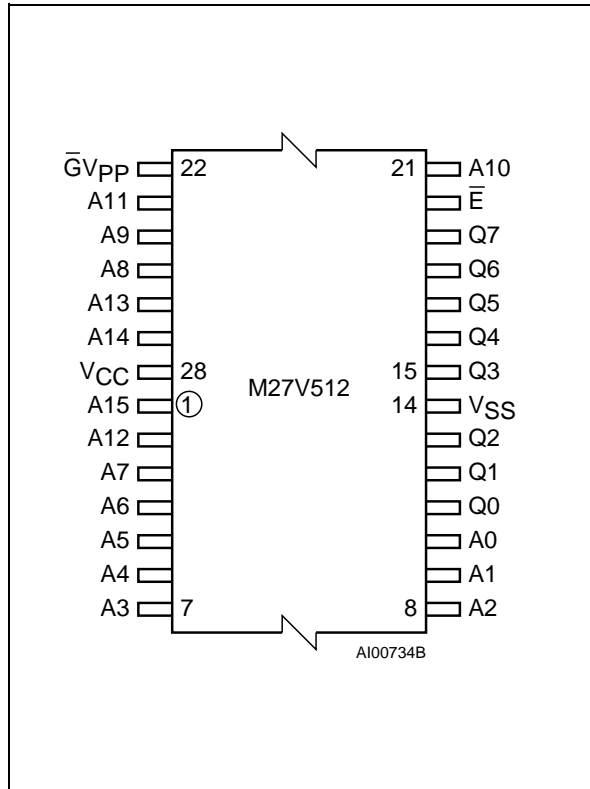 G̅VPP 22 21 A10
A11 E̅
A9 Q7
A8 Q6
A13 Q5
A14 Q4
VCC 28 15 Q3
M27V512
A15 1 14 VSS
A12 Q2
A7 Q1
A6 Q0
A5 A0
A4 A1
A3 7 8 A2
AI00734B